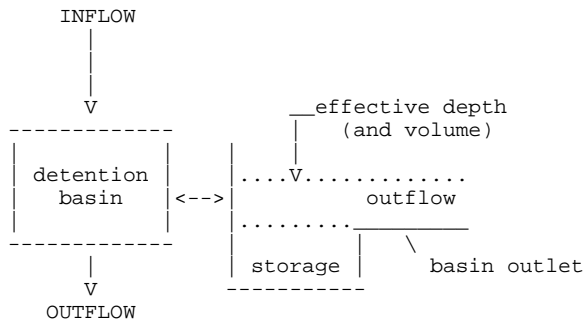 INFLOW
V
effective depth
(and volume)
V
detention
basin
<-->
outflow
storage
basin outlet
V
OUTFLOW